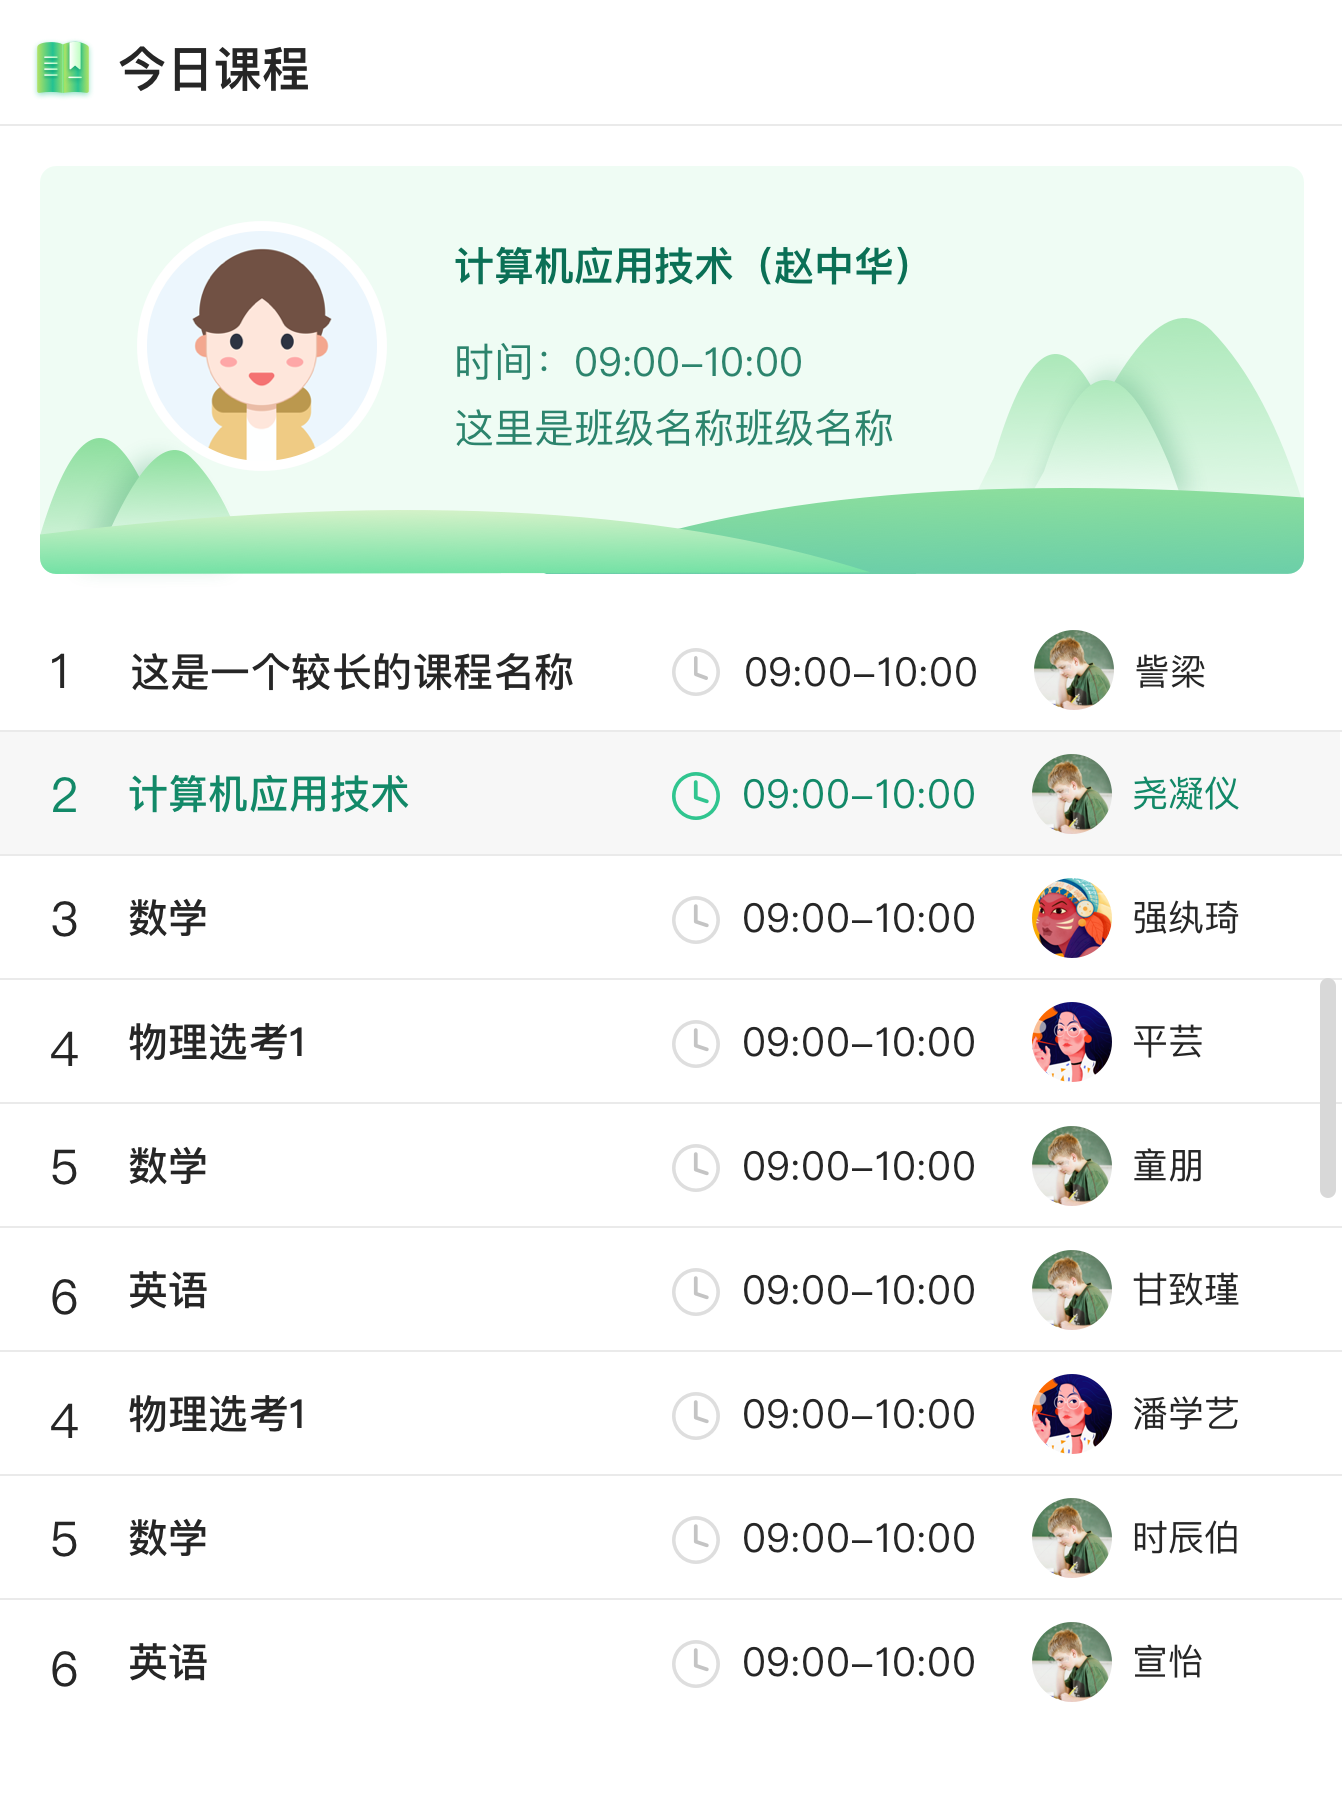 今日课程
计算机应用技术（赵中华）
时间：09:00–10:00
这里是班级名称班级名称
1 这是一个较长的课程名称 09:00–10:00 訾梁
2 计算机应用技术 09:00–10:00 尧凝仪
3 数学 09:00–10:00 强纨琦
4 物理选考1 09:00–10:00 平芸
5 数学 09:00–10:00 童朋
6 英语 09:00–10:00 甘致瑾
4 物理选考1 09:00–10:00 潘学艺
5 数学 09:00–10:00 时辰伯
6 英语 09:00–10:00 宣怡